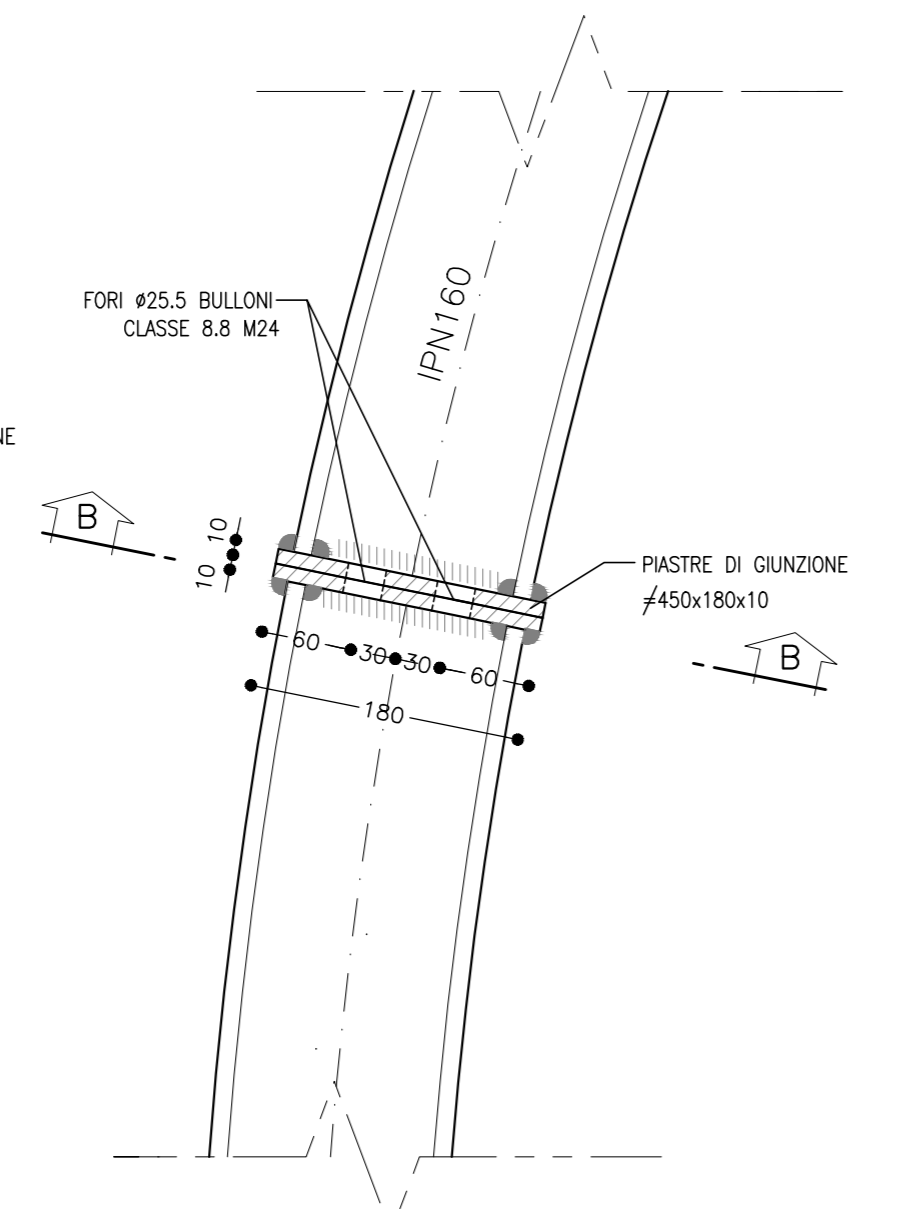 IPN160
FORI ø25.5 BULLONI
CLASSE 8.8 M24
NE
B
10
10
PIASTRE DI GIUNZIONE
≠450x180x10
60
30
30
60
B
180